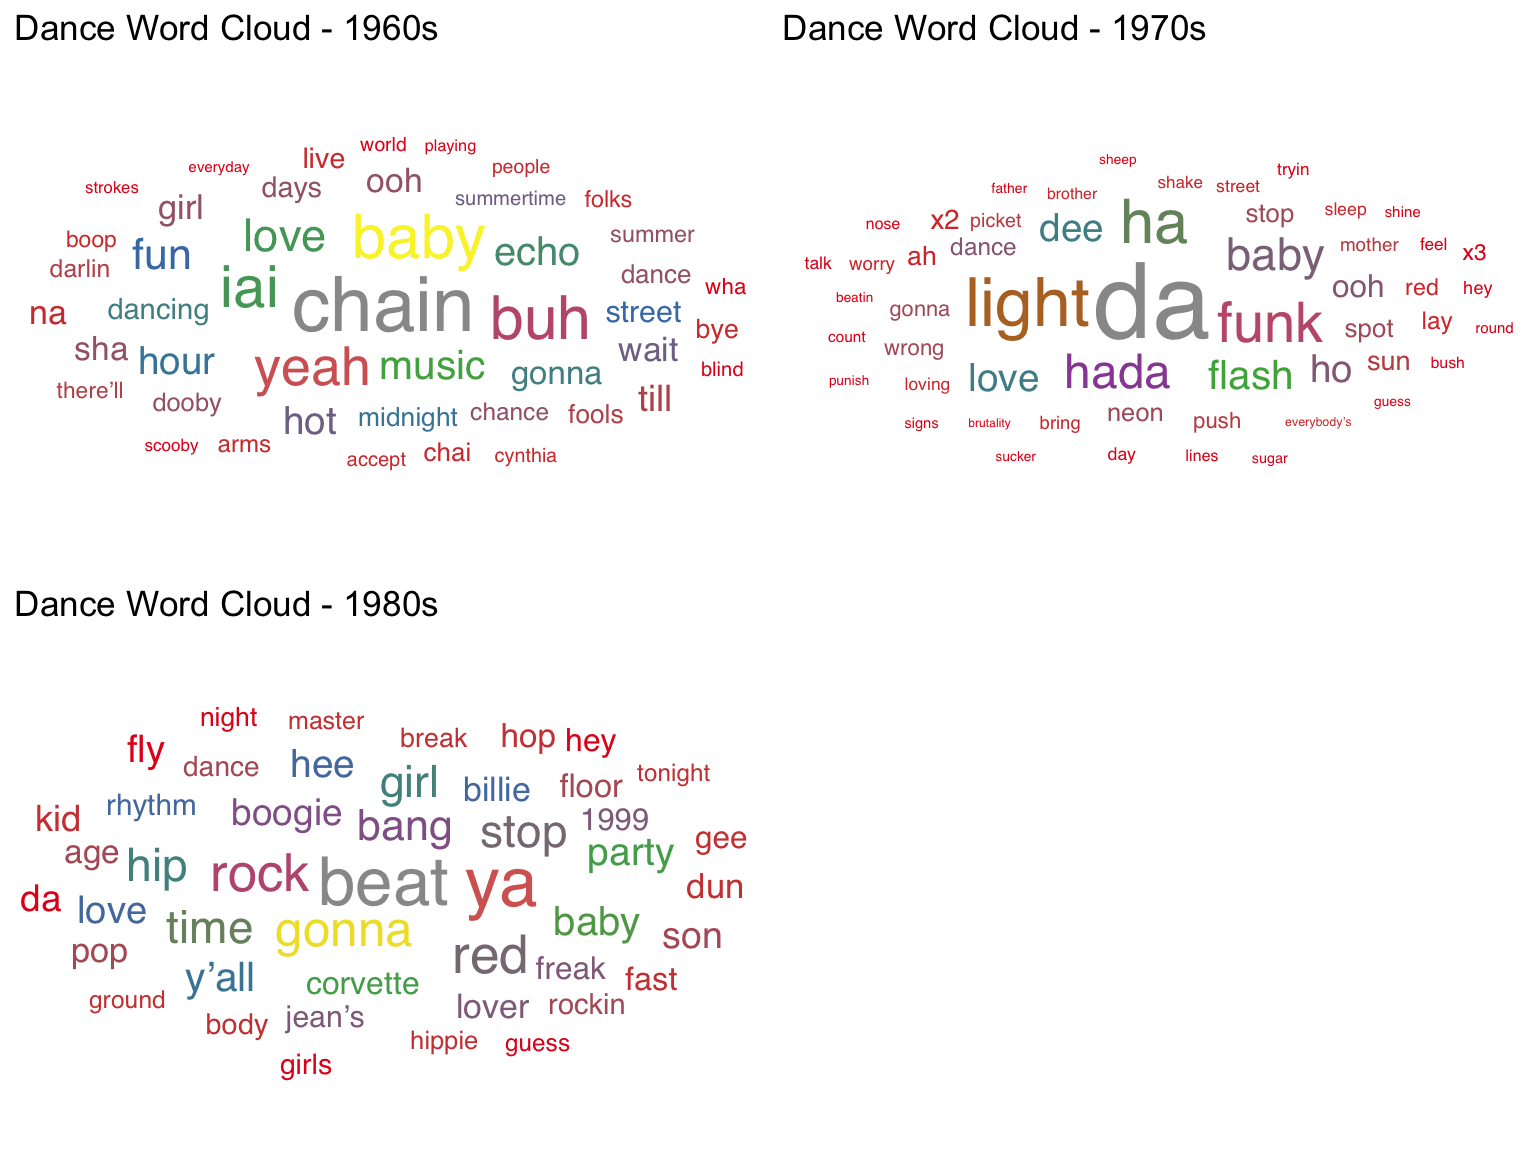 Dance Word Cloud - 1960s
world playing
live people
everyday
strokes days ooh summertime folks
girl
boop love baby echo summer
darlin fun dance
iai chain wha
na dancing buh street bye
sha hour yeah music wait
there'll gonna blind
dooby hot midnight chance fools till
scooby arms chai
accept cynthia
Dance Word Cloud - 1970s
sheep
father brother shake street tryin
nose x2 picket dee ha stop sleep shine
talk worry ah dance baby mother feel x3
beatin light da ooh red hey
gonna funk spot lay round
count
wrong sun bush
punish loving love hada flash ho
guess
signs brutality bring neon push everybody's
sucker day lines sugar
Dance Word Cloud - 1980s
night master
fly break hop hey
dance hee girl billie floor tonight
kid rhythm boogie bang stop 1999
age hip party gee
rock beat ya dun
da love
time gonna baby son
pop red
y'all corvette freak fast
ground lover rockin
body jean's
hippie guess
girls